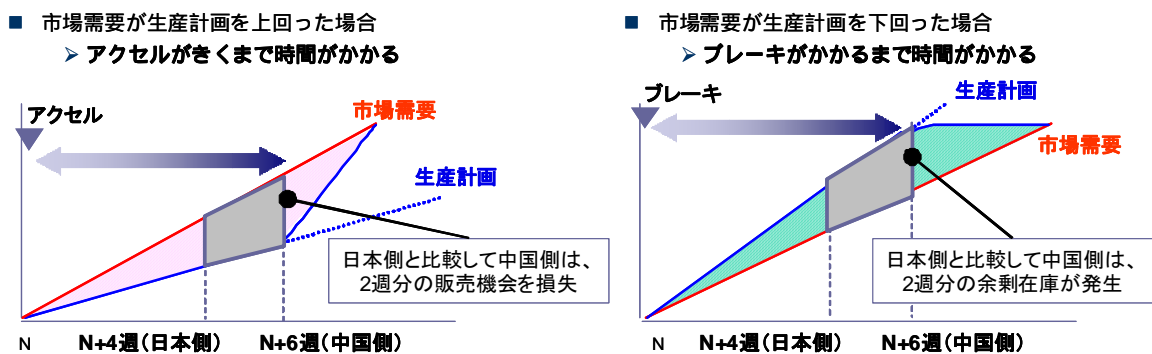 市場需要が生産計画を上回った場合
アクセルがきくまで時間がかかる
アクセル
市場需要
生産計画
日本側と比較して中国側は、
2週分の販売機会を損失
N
N+4週(日本側)
N+6週(中国側)
市場需要が生産計画を下回った場合
ブレーキがかかるまで時間がかかる
ブレーキ
生産計画
市場需要
日本側と比較して中国側は、
2週分の余剰在庫が発生
N
N+4週(日本側)
N+6週(中国側)